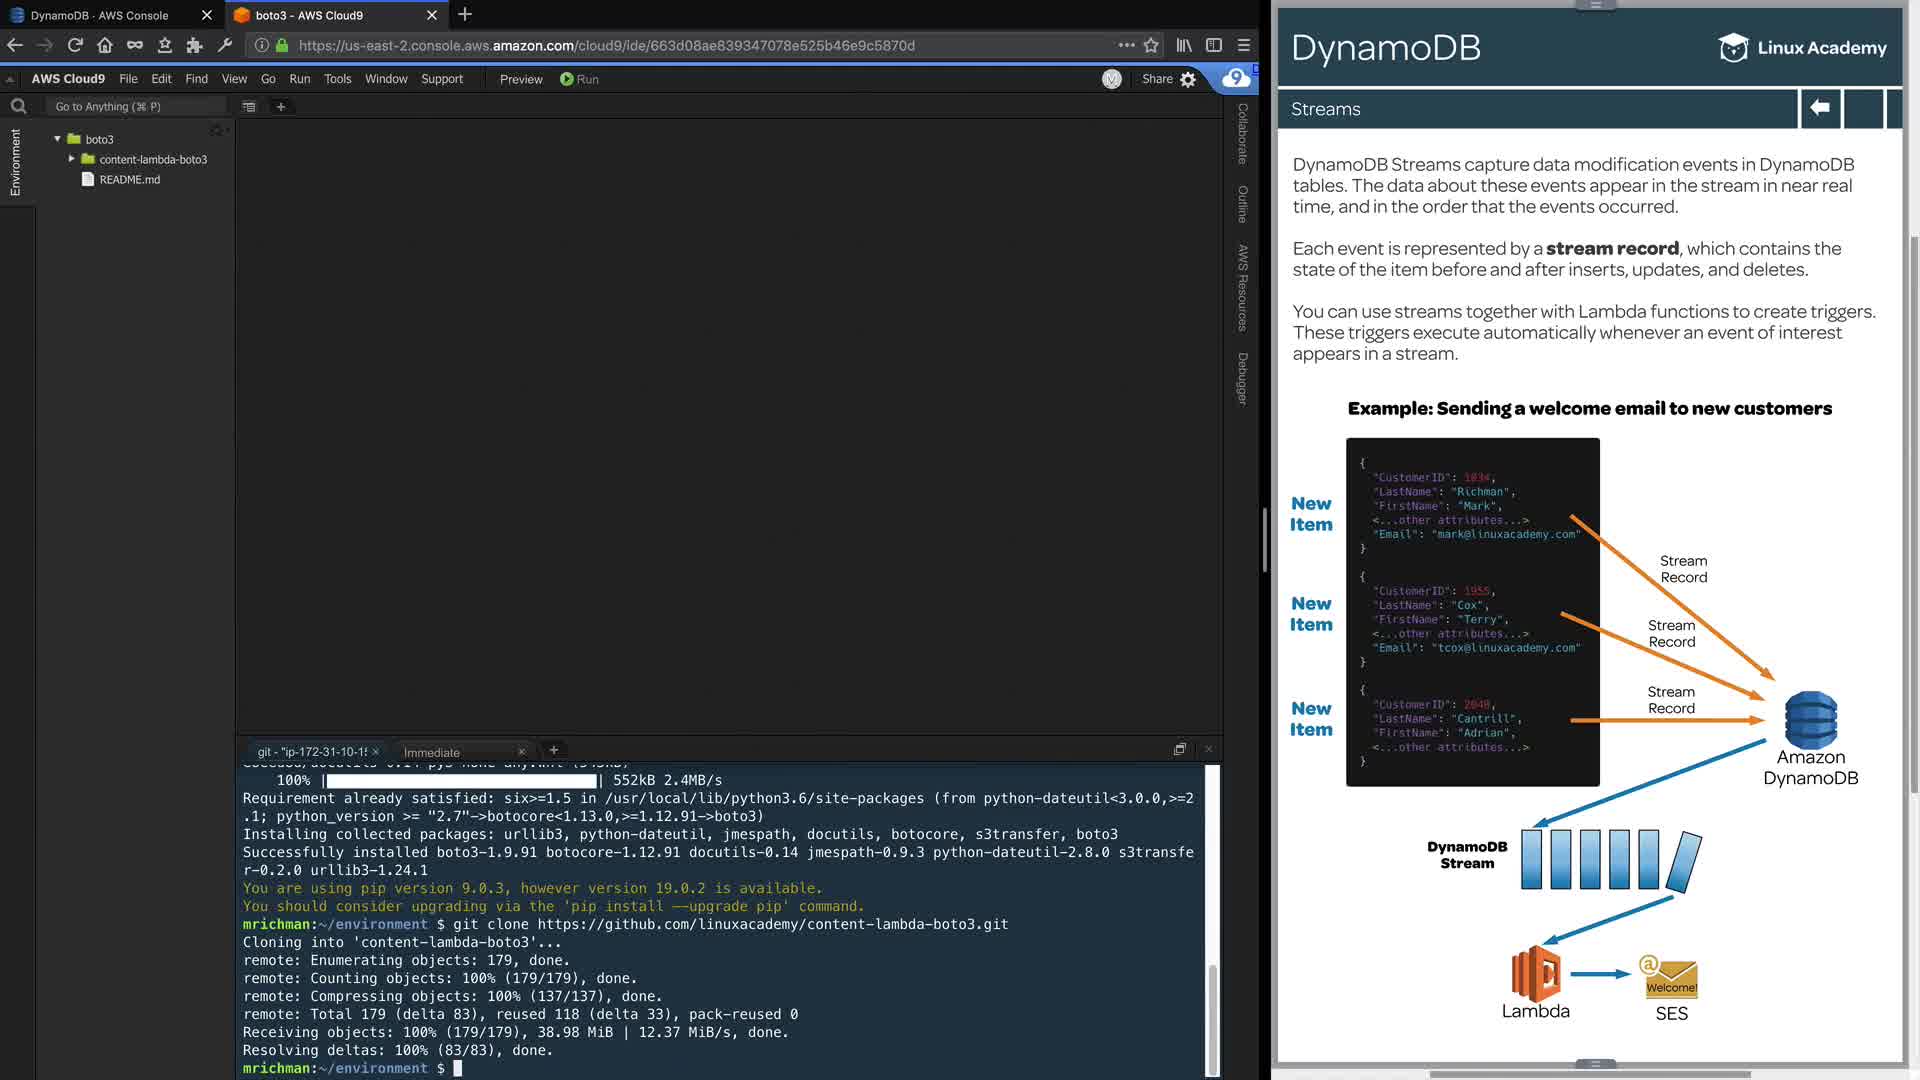 DynamoDB · AWS Console
boto3 - AWS Cloud9
https://us-east-2.console.aws.amazon.com/cloud9/ide/663d08ae839347078e525b46e9c5870d
AWS Cloud9 File Edit Find View Go Run Tools Window Support Preview Run
Share
9
Go to Anything (⌘ P)
Environment
boto3
content-lambda-boto3
README.md
Collaborate
Outline
AWS Resources
Debugger
git - "ip-172-31-10-15
Immediate
100% | | 552kB 2.4MB/s
Requirement already satisfied: six>=1.5 in /usr/local/lib/python3.6/site-packages (from python-dateutil<3.0.0,>=2
.1; python_version >= "2.7"->botocore<1.13.0,>=1.12.91->boto3)
Installing collected packages: urllib3, python-dateutil, jmespath, docutils, botocore, s3transfer, boto3
Successfully installed boto3-1.9.91 botocore-1.12.91 docutils-0.14 jmespath-0.9.3 python-dateutil-2.8.0 s3transfe
r-0.2.0 urllib3-1.24.1
You are using pip version 9.0.3, however version 19.0.2 is available.
You should consider upgrading via the 'pip install --upgrade pip' command.
mrichman:~/environment $ git clone https://github.com/linuxacademy/content-lambda-boto3.git
Cloning into 'content-lambda-boto3'...
remote: Enumerating objects: 179, done.
remote: Counting objects: 100% (179/179), done.
remote: Compressing objects: 100% (137/137), done.
remote: Total 179 (delta 83), reused 118 (delta 33), pack-reused 0
Receiving objects: 100% (179/179), 38.98 MiB | 12.37 MiB/s, done.
Resolving deltas: 100% (83/83), done.
mrichman:~/environment $
DynamoDB
Linux Academy
Streams
DynamoDB Streams capture data modification events in DynamoDB
tables. The data about these events appear in the stream in near real
time, and in the order that the events occurred.
Each event is represented by a stream record, which contains the
state of the item before and after inserts, updates, and deletes.
You can use streams together with Lambda functions to create triggers.
These triggers execute automatically whenever an event of interest
appears in a stream.
Example: Sending a welcome email to new customers
New
Item
{
"CustomerID": 1834,
"LastName": "Richman",
"FirstName": "Mark",
<...other attributes...>
"Email": "mark@linuxacademy.com"
}
New
Item
{
"CustomerID": 1955,
"LastName": "Cox",
"FirstName": "Terry",
<...other attributes...>
"Email": "tcox@linuxacademy.com"
}
New
Item
{
"CustomerID": 2048,
"LastName": "Cantrill",
"FirstName": "Adrian",
<...other attributes...>
}
Stream
Record
Stream
Record
Stream
Record
Amazon
DynamoDB
DynamoDB
Stream
Lambda
@
Welcome!
SES